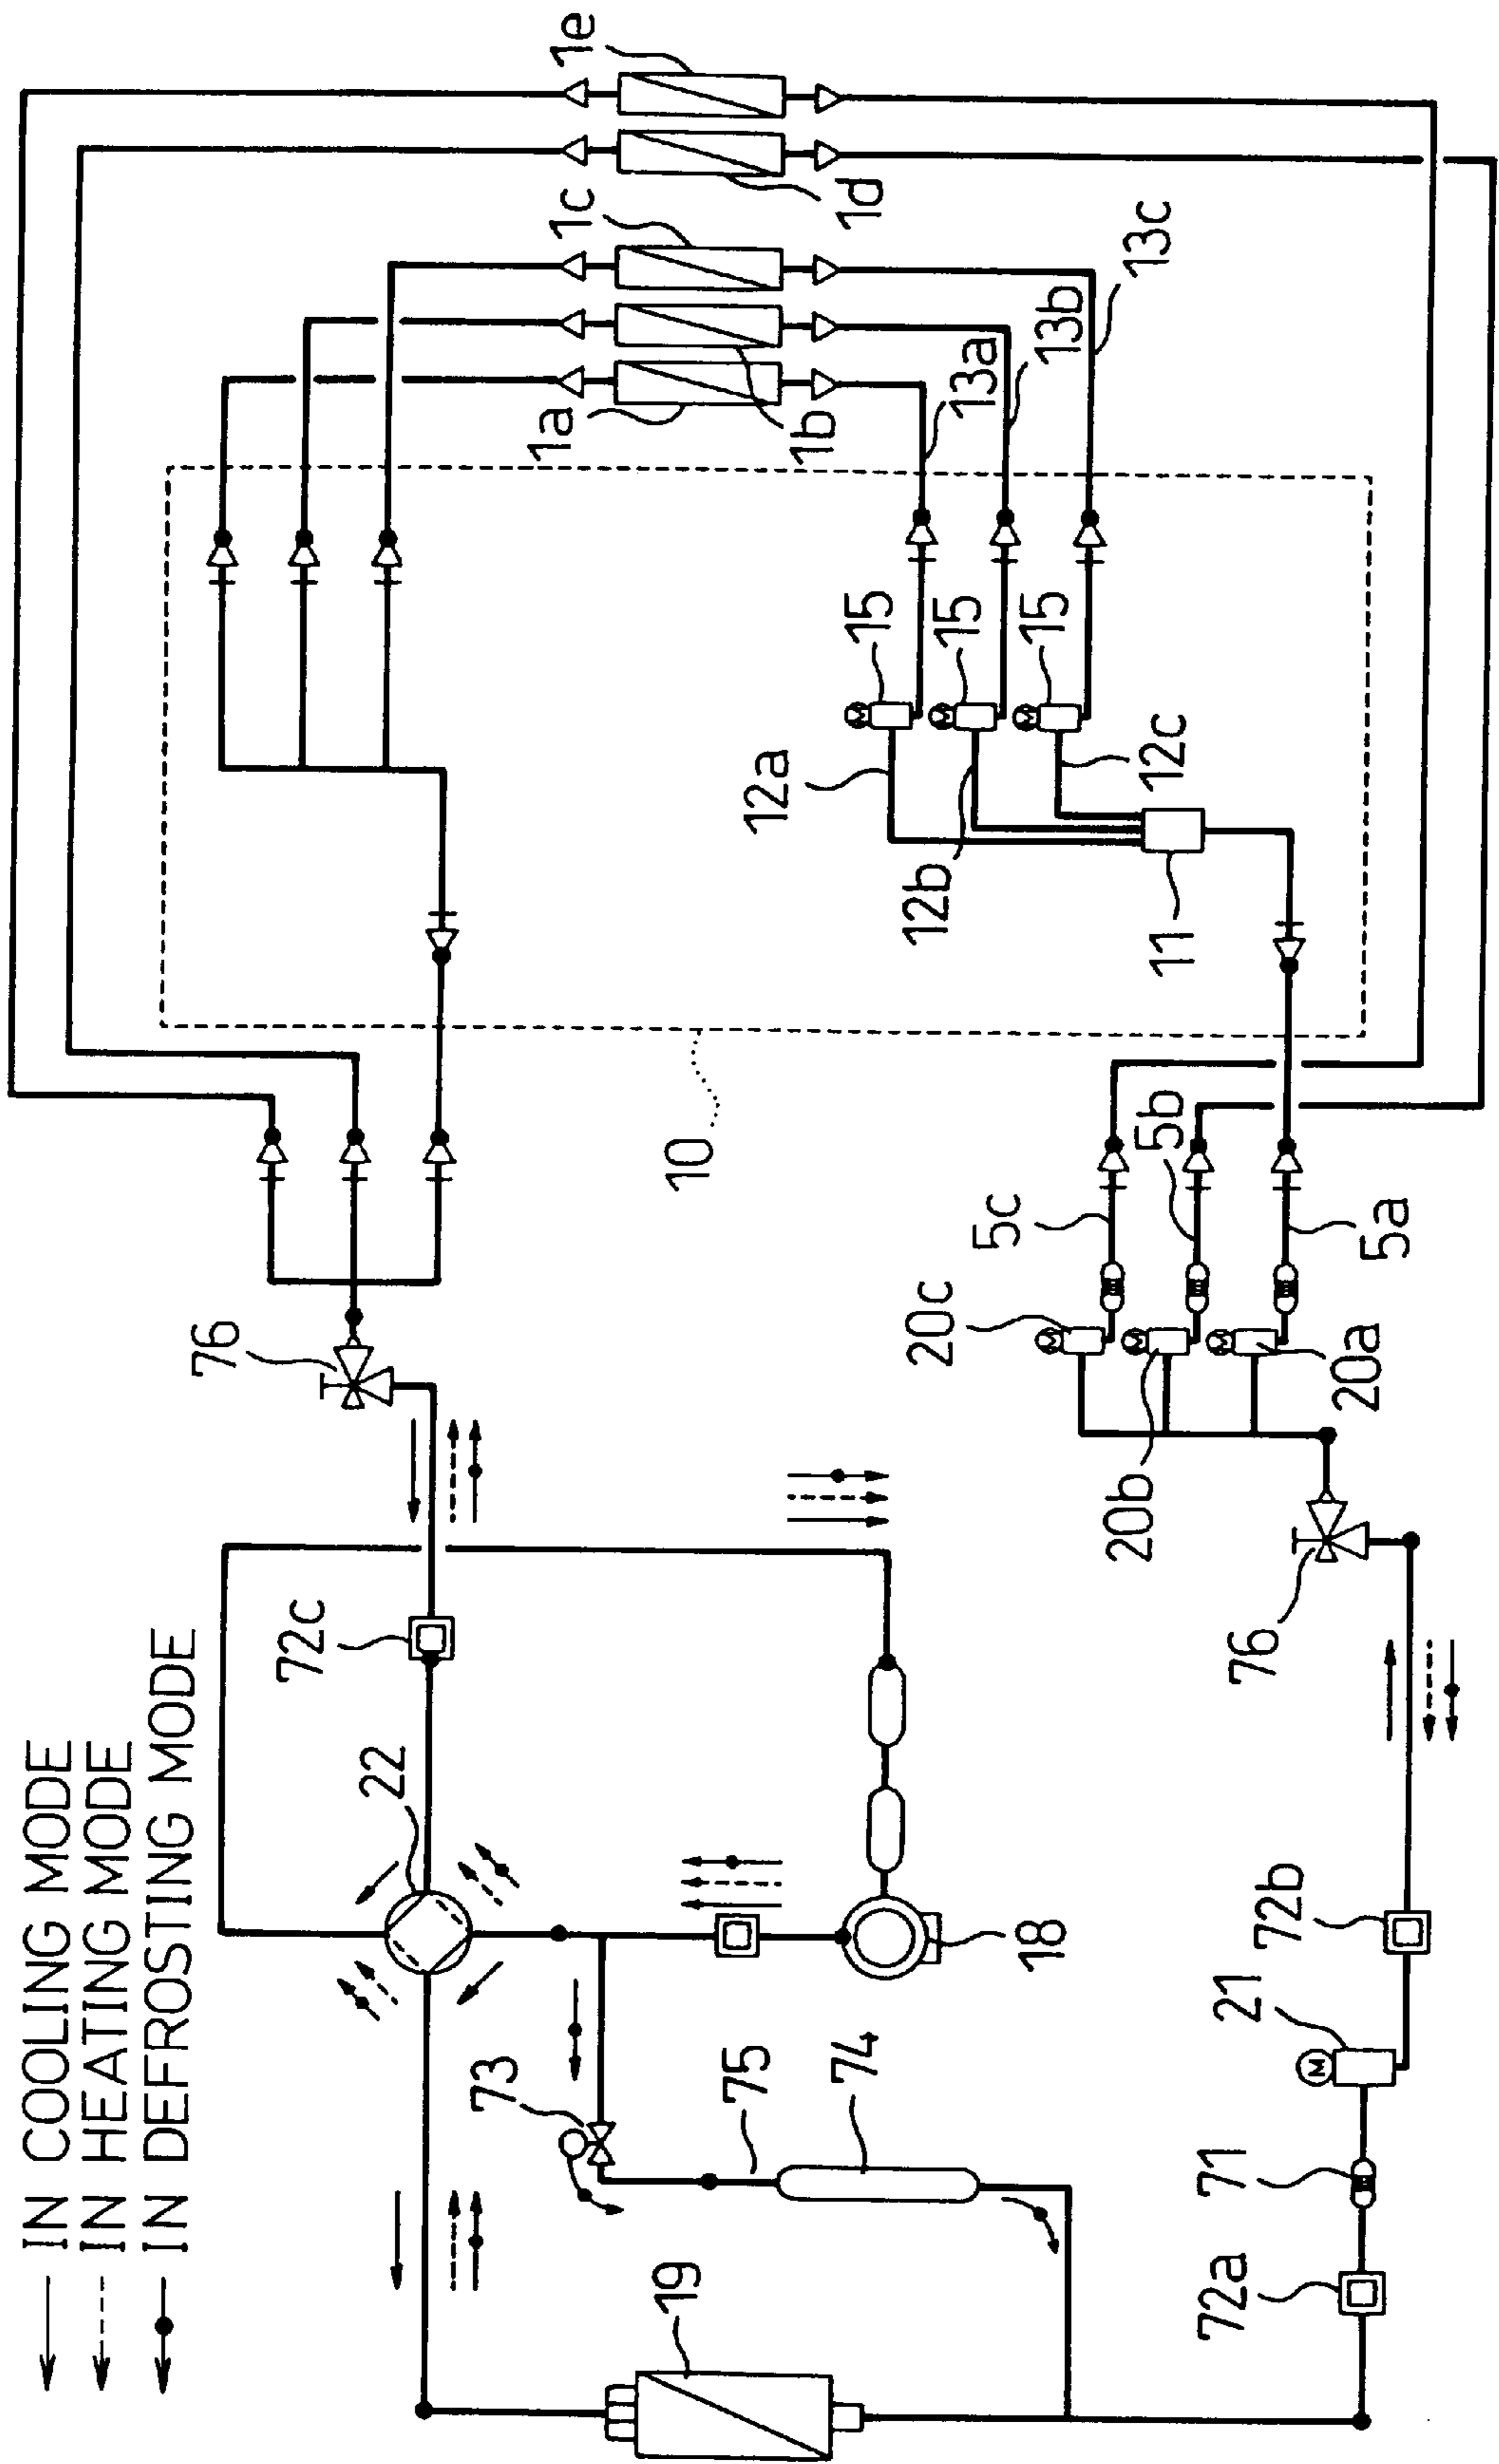 IN COOLING MODE
IN HEATING MODE
IN DEFROSTING MODE
72c
76
22
73
75
74
19
18
10
1a
1b
1c
1d
1e
13a
13b
13c
15
15
15
12a
12b
12c
11
5c
5b
5a
20c
20b
20a
76
72b
21
M
71
72a